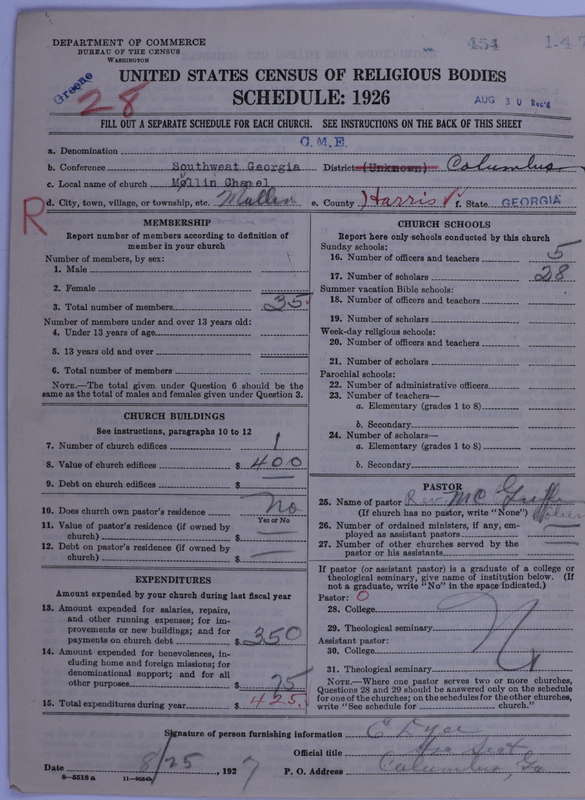 DEPARTMENT OF COMMERCE
BUREAU OF THE CENSUS
WASHINGTON
454 1-47
Greene
28
UNITED STATES CENSUS OF RELIGIOUS BODIES
SCHEDULE: 1926
AUG 30 Rec'd
FILL OUT A SEPARATE SCHEDULE FOR EACH CHURCH. SEE INSTRUCTIONS ON THE BACK OF THIS SHEET
a. Denomination C.M.E.
b. Conference Southwest Georgia District (Unknown) Columbus
c. Local name of church Mollin Chapel
d. City, town, village, or township, etc. Mullin e. County Harris f. State GEORGIA
R
MEMBERSHIP
Report number of members according to definition of member in your church
Number of members, by sex:
1. Male
2. Female
3. Total number of members 35
Number of members under and over 13 years old:
4. Under 13 years of age
5. 13 years old and over
6. Total number of members
NOTE.—The total given under Question 6 should be the same as the total of males and females given under Question 3.
CHURCH BUILDINGS
See instructions, paragraphs 10 to 12
7. Number of church edifices 1
8. Value of church edifices $ 400
9. Debt on church edifices $
10. Does church own pastor's residence No
Yes or No
11. Value of pastor's residence (if owned by church) $
12. Debt on pastor's residence (if owned by church) $
EXPENDITURES
Amount expended by your church during last fiscal year
13. Amount expended for salaries, repairs, and other running expenses; for improvements or new buildings; and for payments on church debt $ 350
14. Amount expended for benevolences, including home and foreign missions; for denominational support; and for all other purposes $ 75
15. Total expenditures during year $ 425.
CHURCH SCHOOLS
Report here only schools conducted by this church
Sunday schools:
16. Number of officers and teachers 5
17. Number of scholars 28
Summer vacation Bible schools:
18. Number of officers and teachers
19. Number of scholars
Week-day religious schools:
20. Number of officers and teachers
21. Number of scholars
Parochial schools:
22. Number of administrative officers
23. Number of teachers—
a. Elementary (grades 1 to 8)
b. Secondary
24. Number of scholars—
a. Elementary (grades 1 to 8)
b. Secondary
PASTOR
25. Name of pastor Rev. MC
(If church has no pastor, write "None")
26. Number of ordained ministers, if any, employed as assistant pastors
27. Number of other churches served by the pastor or his assistants
If pastor (or assistant pastor) is a graduate of a college or theological seminary, give name of institution below. (If not a graduate, write "No" in the space indicated.)
Pastor: 0
28. College
29. Theological seminary
Assistant pastor:
30. College
31. Theological seminary
NOTE.—Where one pastor serves two or more churches, Questions 28 and 29 should be answered only on the schedule for one of the churches; on the schedules for the other churches, write "See schedule for church."
Signature of person furnishing information
Official title
Date 8/25, 1927 P. O. Address Columbus, Ga
8—5518a